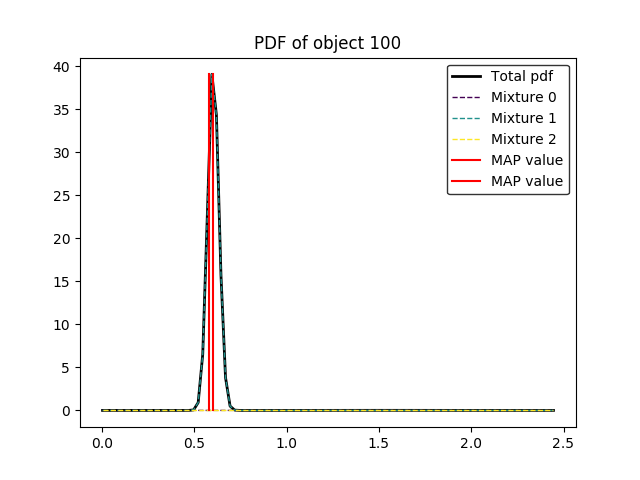 PDF of object 100
Total pdf
Mixture 0
Mixture 1
Mixture 2
MAP value
MAP value
40
35
30
25
20
15
10
5
0
0.0 0.5 1.0 1.5 2.0 2.5